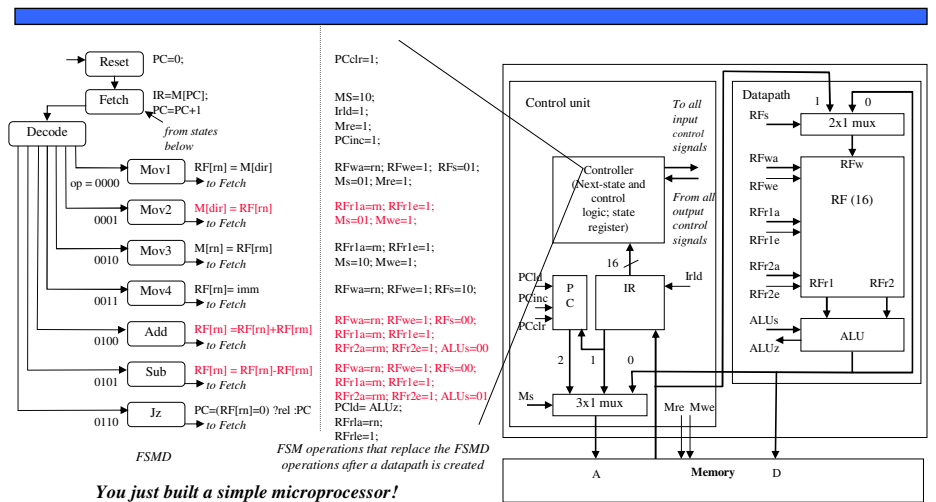 Reset
PC=0;
PCclr=1;
Fetch
IR=M[PC];
PC=PC+1
MS=10;
Irld=1;
Mre=1;
PCinc=1;
from states
below
Decode
Mov1
RF[rn] = M[dir]
to Fetch
RFwa=rn; RFwe=1; RFs=01;
Ms=01; Mre=1;
op = 0000
Mov2
M[dir] = RF[rn]
to Fetch
RFr1a=rn; RFr1e=1;
Ms=01; Mwe=1;
0001
Mov3
M[rn] = RF[rm]
to Fetch
RFr1a=rn; RFr1e=1;
Ms=10; Mwe=1;
0010
Mov4
RF[rn]= imm
to Fetch
RFwa=rn; RFwe=1; RFs=10;
0011
Add
RF[rn] =RF[rn]+RF[rm]
to Fetch
RFwa=rn; RFwe=1; RFs=00;
RFr1a=rn; RFr1e=1;
RFr2a=rm; RFr2e=1; ALUs=00
0100
Sub
RF[rn] = RF[rn]-RF[rm]
to Fetch
RFwa=rn; RFwe=1; RFs=00;
RFr1a=rn; RFr1e=1;
RFr2a=rm; RFr2e=1; ALUs=01
0101
Jz
PC=(RF[rn]=0) ?rel :PC
to Fetch
PCld= ALUz;
RFrla=rn;
RFrle=1;
0110
FSMD
FSM operations that replace the FSMD
operations after a datapath is created
You just built a simple microprocessor!
Control unit
To all
input
control
signals
Controller
(Next-state and
control
logic; state
register)
From all
output
control
signals
16
PCld
PCinc
PCclr
P
C
IR
Irld
2
1
0
Ms
3x1 mux
Mre
Mwe
Datapath
1
0
RFs
2x1 mux
RFwa
RFwe
RFw
RF (16)
RFr1a
RFr1e
RFr2a
RFr2e
RFr1
RFr2
ALUs
ALUz
ALU
A
Memory
D